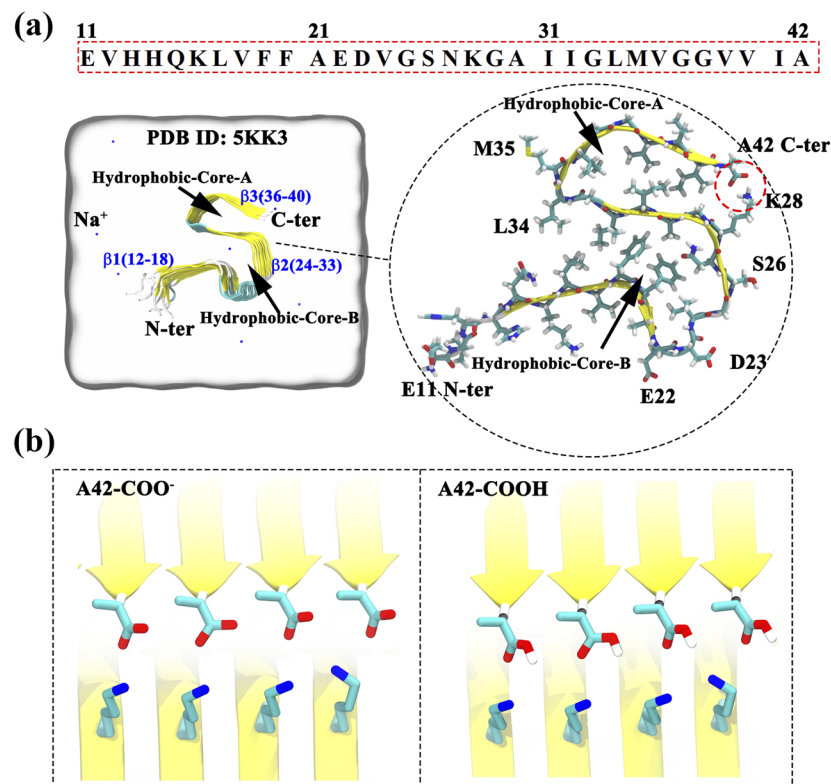 (a)
11 21 31 42
E V H H Q K L V F F A E D V G S N K G A I I G L M V G G V V I A
PDB ID: 5KK3
Hydrophobic-Core-A
β3(36-40)
Na⁺
C-ter
β1(12-18)
β2(24-33)
N-ter
Hydrophobic-Core-B
Hydrophobic-Core-A
M35
A42 C-ter
K28
L34
S26
Hydrophobic-Core-B
D23
E11 N-ter
E22
(b)
A42-COO⁻
A42-COOH